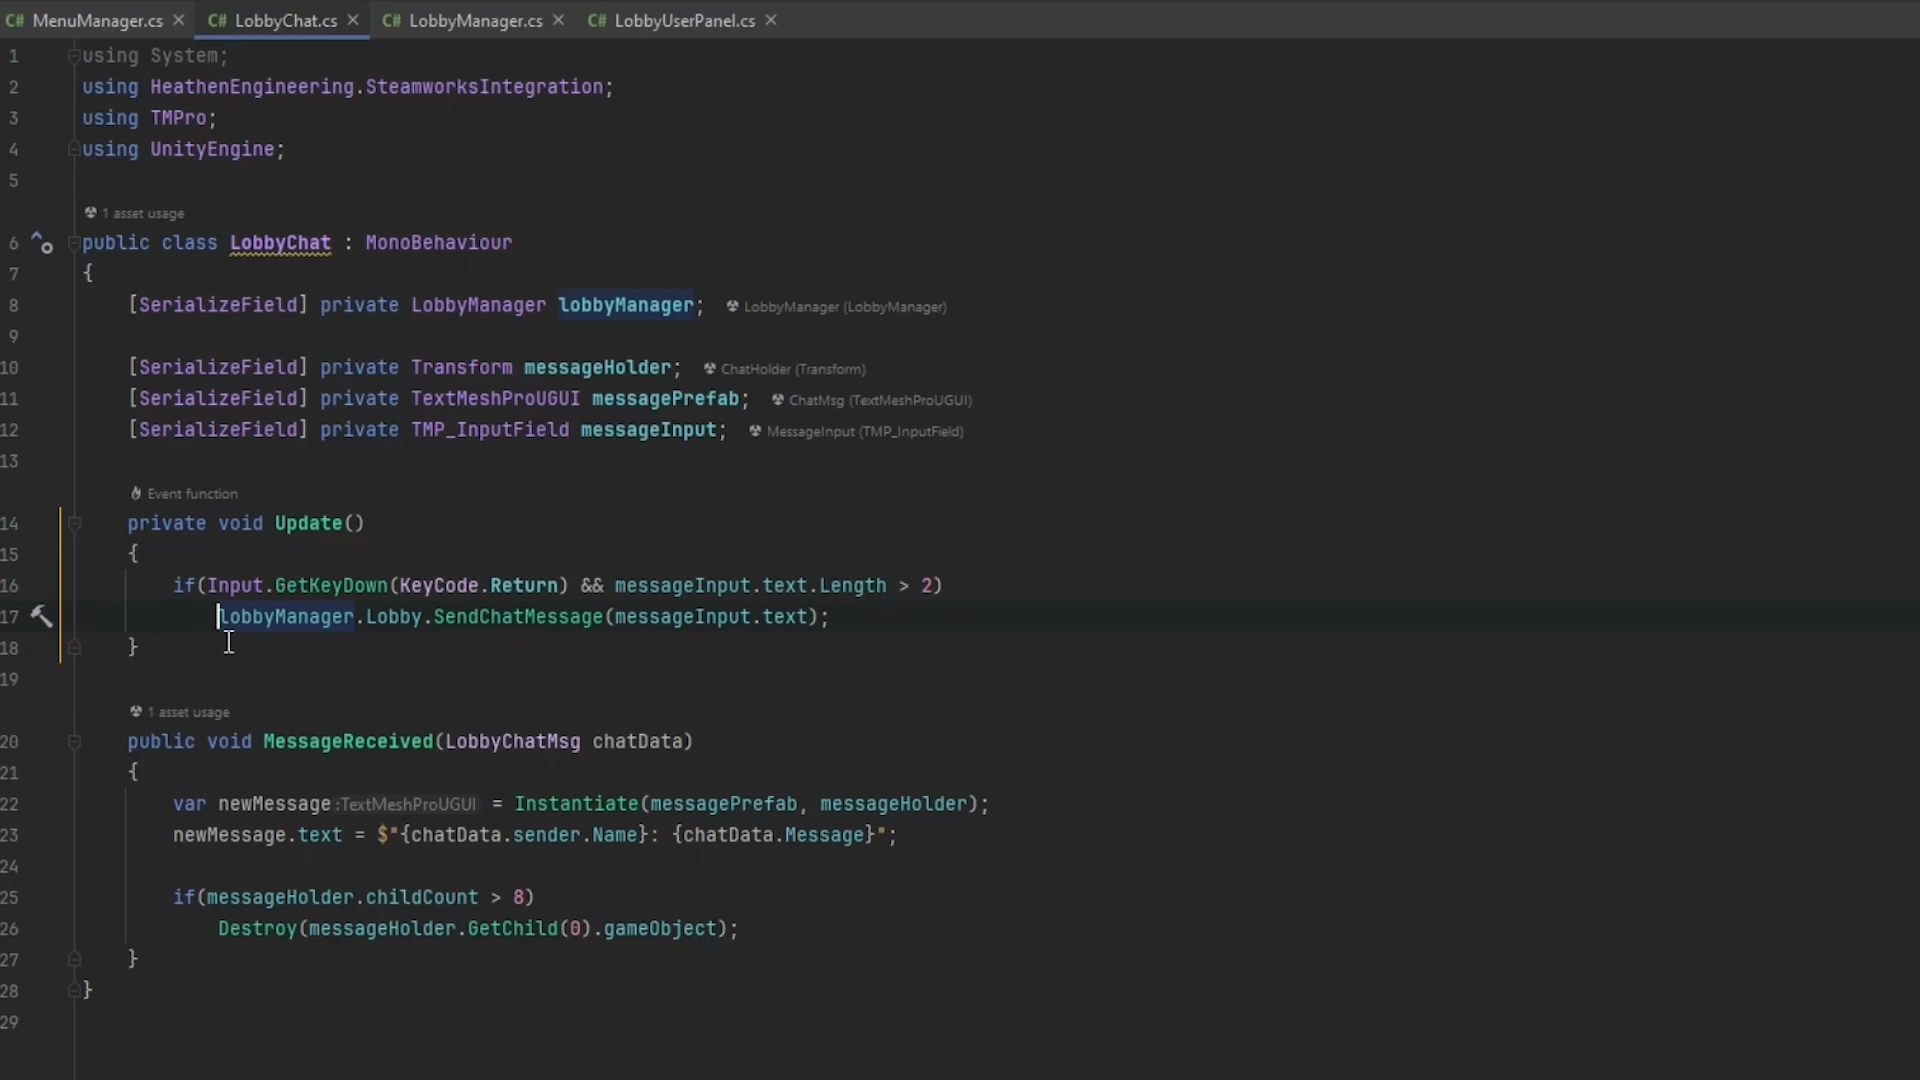 C# MenuManager.cs × C# LobbyChat.cs × C# LobbyManager.cs × C# LobbyUserPanel.cs ×
1 using System;
2 using HeathenEngineering.SteamworksIntegration;
3 using TMPro;
4 using UnityEngine;
5
1 asset usage
6 public class LobbyChat : MonoBehaviour
7 {
8 [SerializeField] private LobbyManager lobbyManager; LobbyManager (LobbyManager)
9
10 [SerializeField] private Transform messageHolder; ChatHolder (Transform)
11 [SerializeField] private TextMeshProUGUI messagePrefab; ChatMsg (TextMeshProUGUI)
12 [SerializeField] private TMP_InputField messageInput; MessageInput (TMP_InputField)
13
Event function
14 private void Update()
15 {
16 if(Input.GetKeyDown(KeyCode.Return) && messageInput.text.Length > 2)
17 lobbyManager.Lobby.SendChatMessage(messageInput.text);
18 }
19
1 asset usage
20 public void MessageReceived(LobbyChatMsg chatData)
21 {
22 var newMessage :TextMeshProUGUI = Instantiate(messagePrefab, messageHolder);
23 newMessage.text = $"{chatData.sender.Name}: {chatData.Message}";
24
25 if(messageHolder.childCount > 8)
26 Destroy(messageHolder.GetChild(0).gameObject);
27 }
28 }
29